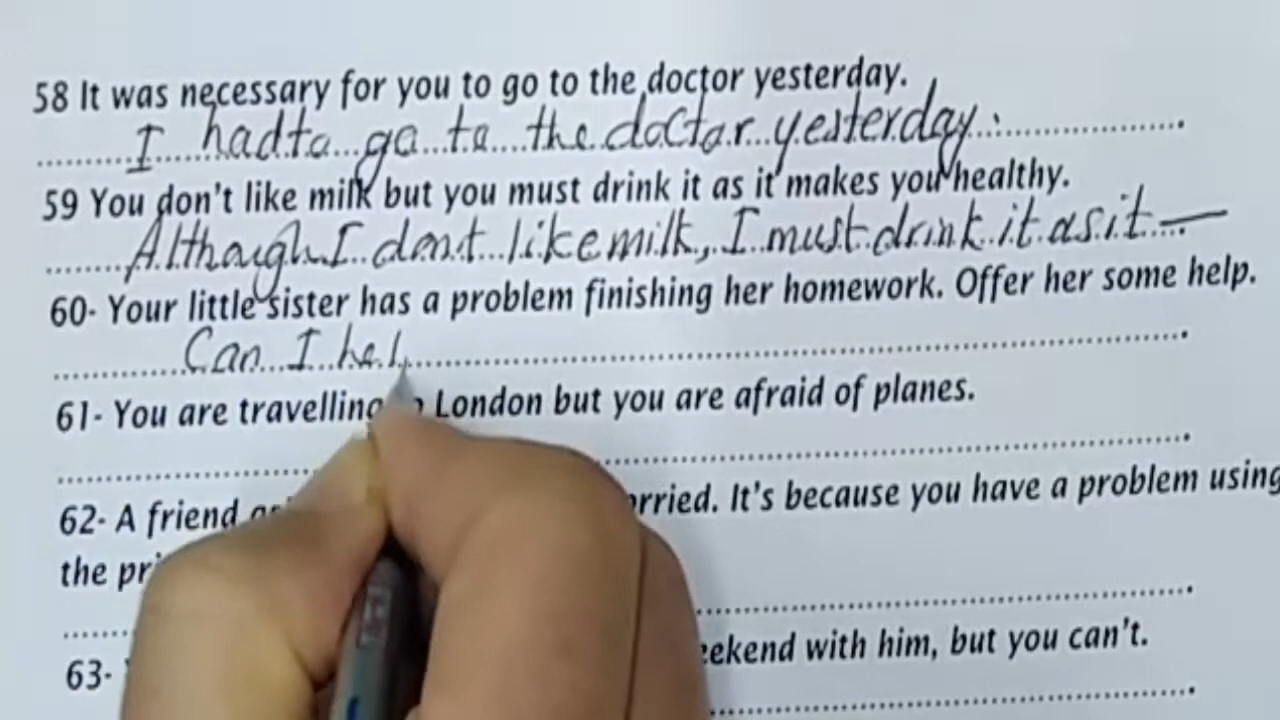 58 It was necessary for you to go to the doctor yesterday.
I had to go to the doctor yesterday.
59 You don't like milk but you must drink it as it makes you healthy.
Although I don't like milk, I must drink it as it —
60- Your little sister has a problem finishing her homework. Offer her some help.
Can I hel
61- You are travelling London but you are afraid of planes.
62- A friend It's because you have a problem using
the
63- with him, but you can't.